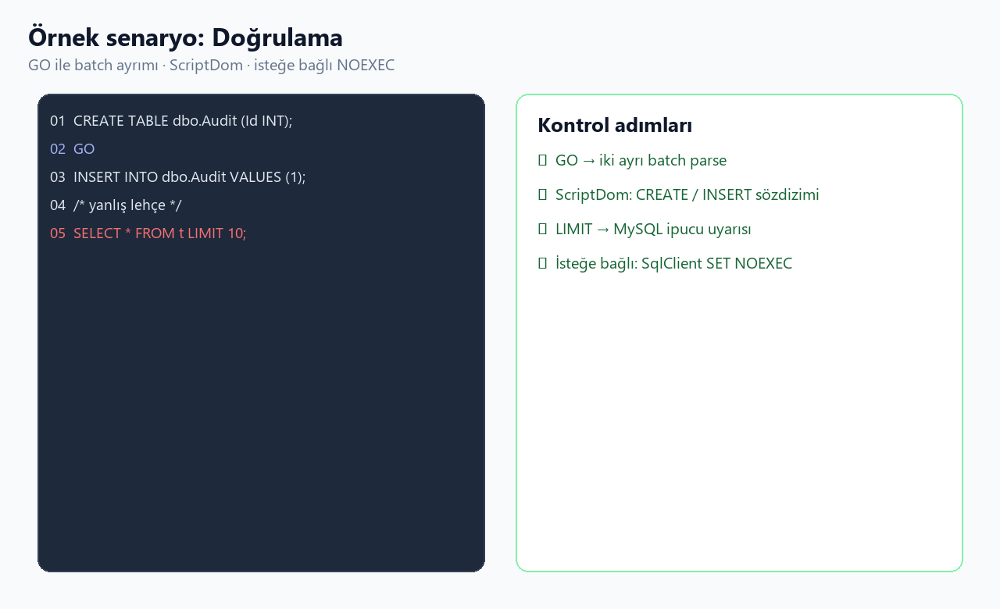 Örnek senaryo: Doğrulama
GO ile batch ayrımı · ScriptDom · isteğe bağlı NOEXEC
01 CREATE TABLE dbo.Audit (Id INT);
02 GO
03 INSERT INTO dbo.Audit VALUES (1);
04 /* yanlış lehçe */
05 SELECT * FROM t LIMIT 10;
Kontrol adımları
▯ GO → iki ayrı batch parse
▯ ScriptDom: CREATE / INSERT sözdizimi
▯ LIMIT → MySQL ipucu uyarısı
▯ İsteğe bağlı: SqlClient SET NOEXEC